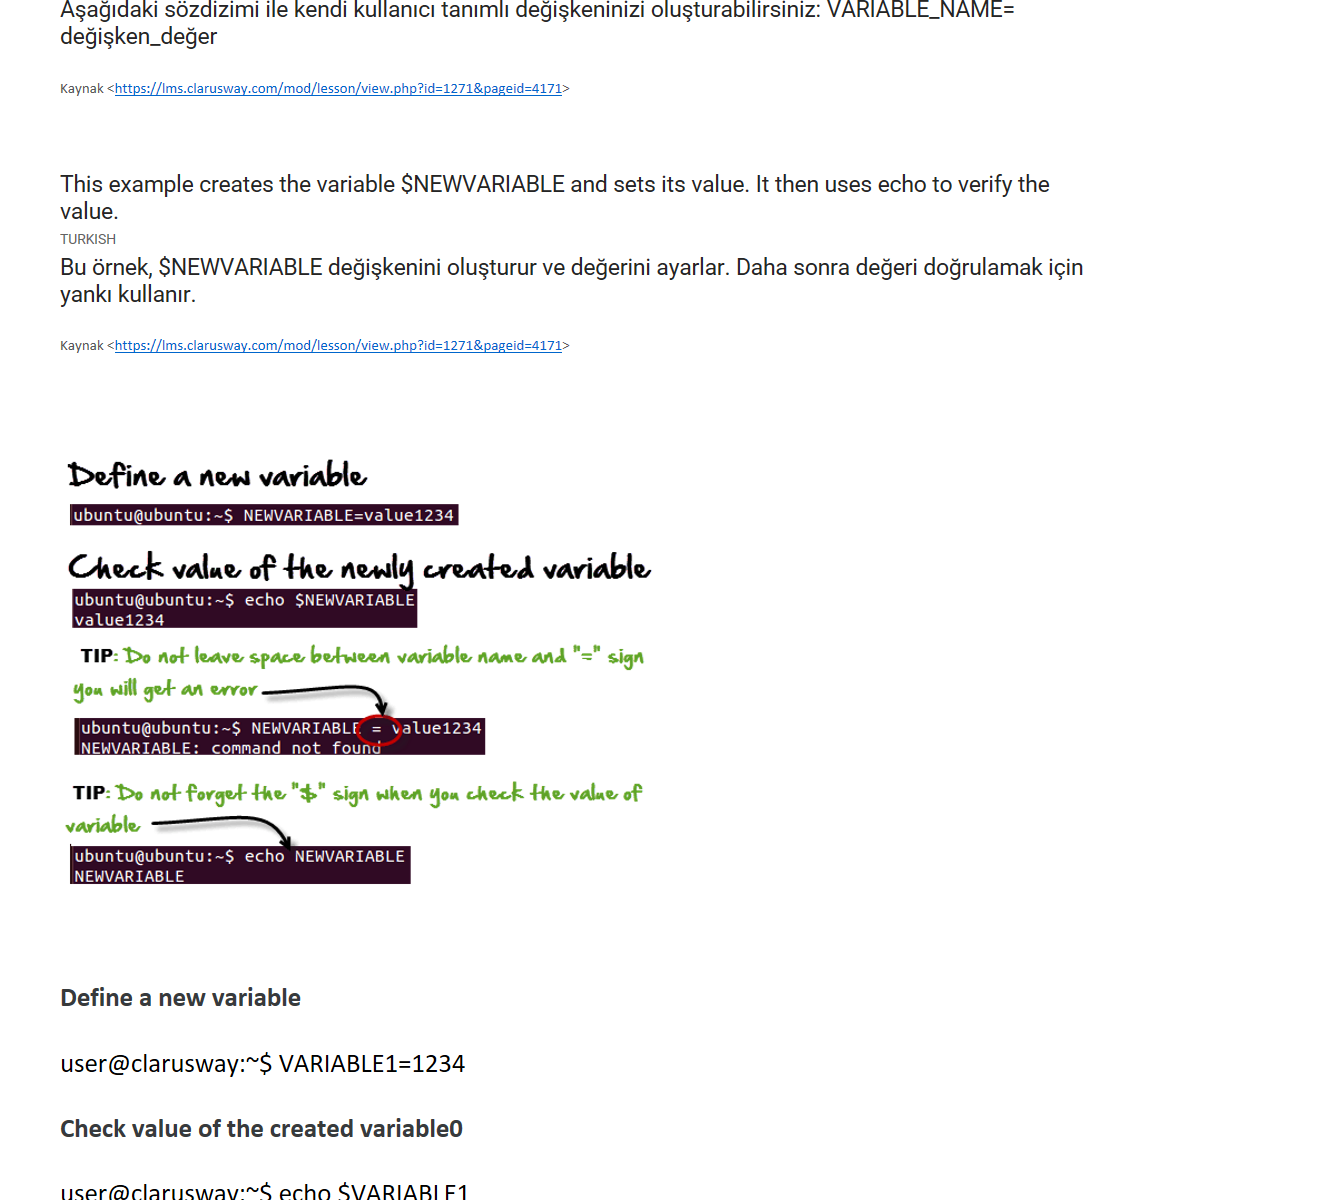 Aşağıdaki sözdizimi ile kendi kullanıcı tanımlı değişkeninizi oluşturabilirsiniz: VARIABLE_NAME=
değişken_değer
Kaynak <https://lms.clarusway.com/mod/lesson/view.php?id=1271&pageid=4171>
This example creates the variable $NEWVARIABLE and sets its value. It then uses echo to verify the
value.
TURKISH
Bu örnek, $NEWVARIABLE değişkenini oluşturur ve değerini ayarlar. Daha sonra değeri doğrulamak için
yankı kullanır.
Kaynak <https://lms.clarusway.com/mod/lesson/view.php?id=1271&pageid=4171>
Define a new variable
ubuntu@ubuntu:~$ NEWVARIABLE=value1234
Check value of the newly created variable
ubuntu@ubuntu:~$ echo $NEWVARIABLE
value1234
TIP: Do not leave space between variable name and "=" sign
you will get an error
ubuntu@ubuntu:~$ NEWVARIABLE = value1234
NEWVARIABLE: command not found
TIP: Do not forget the "$" sign when you check the value of
variable
ubuntu@ubuntu:~$ echo NEWVARIABLE
NEWVARIABLE
Define a new variable
user@clarusway:~$ VARIABLE1=1234
Check value of the created variable0
user@clarusway:~$ echo $VARIABLE1